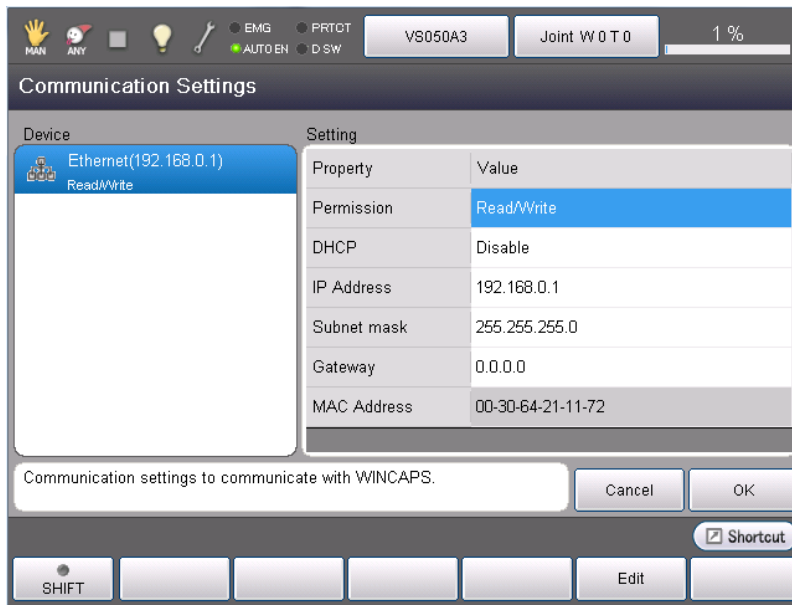 MAN
ANY
EMG
PRTCT
AUTO EN
D SW
VS050A3
Joint W 0 T 0
1 %
Communication Settings
Device
Setting
Ethernet(192.168.0.1)
Read/Write
Property Value
Permission Read/Write
DHCP Disable
IP Address 192.168.0.1
Subnet mask 255.255.255.0
Gateway 0.0.0.0
MAC Address 00-30-64-21-11-72
Communication settings to communicate with WINCAPS.
Cancel
OK
Shortcut
SHIFT
Edit